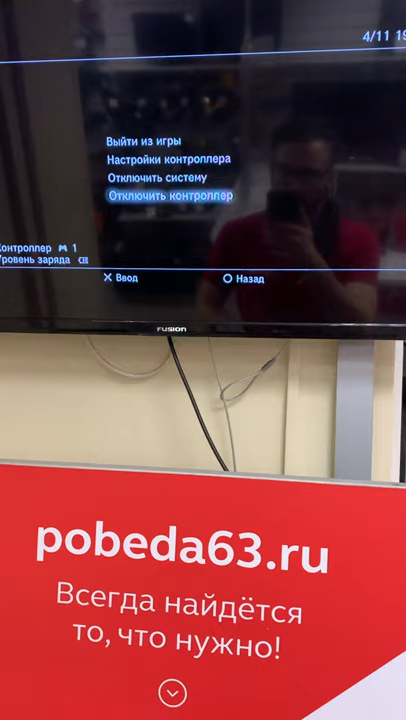 4/11 19
Выйти из игры
Настройки контроллера
Отключить систему
Отключить контроллер
Контроллер 1
Уровень заряда
Ввод
Назад
FUSION
pobeda63.ru
Всегда найдётся
то, что нужно!